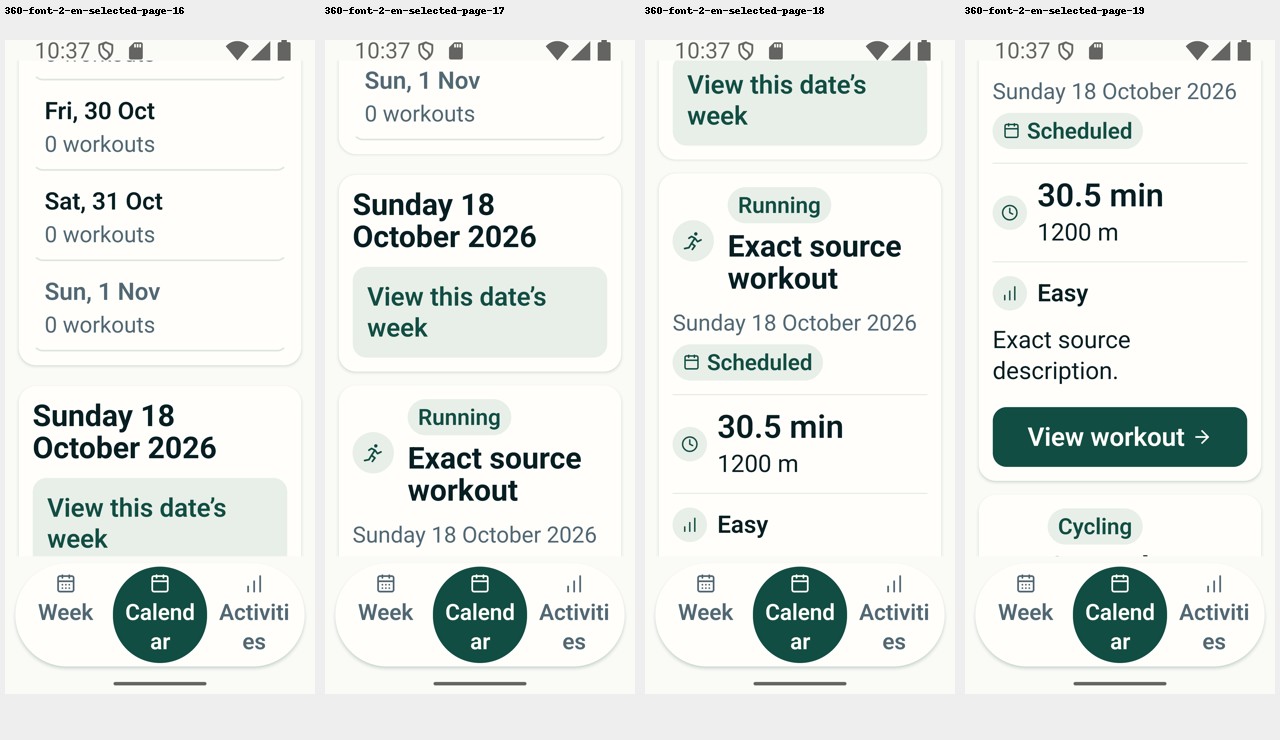 360-font-2-en-selected-page-16
10:37
0 workouts
Fri, 30 Oct
0 workouts
Sat, 31 Oct
0 workouts
Sun, 1 Nov
0 workouts
Sunday 18
October 2026
View this date’s
week
Week
Calend
ar
Activiti
es
360-font-2-en-selected-page-17
10:37
Sun, 1 Nov
0 workouts
Sunday 18
October 2026
View this date’s
week
Running
Exact source
workout
Sunday 18 October 2026
Week
Calend
ar
Activiti
es
360-font-2-en-selected-page-18
10:37
View this date’s
week
Running
Exact source
workout
Sunday 18 October 2026
Scheduled
30.5 min
1200 m
Easy
Week
Calend
ar
Activiti
es
360-font-2-en-selected-page-19
10:37
Sunday 18 October 2026
Scheduled
30.5 min
1200 m
Easy
Exact source
description.
View workout →
Cycling
Week
Calend
ar
Activiti
es